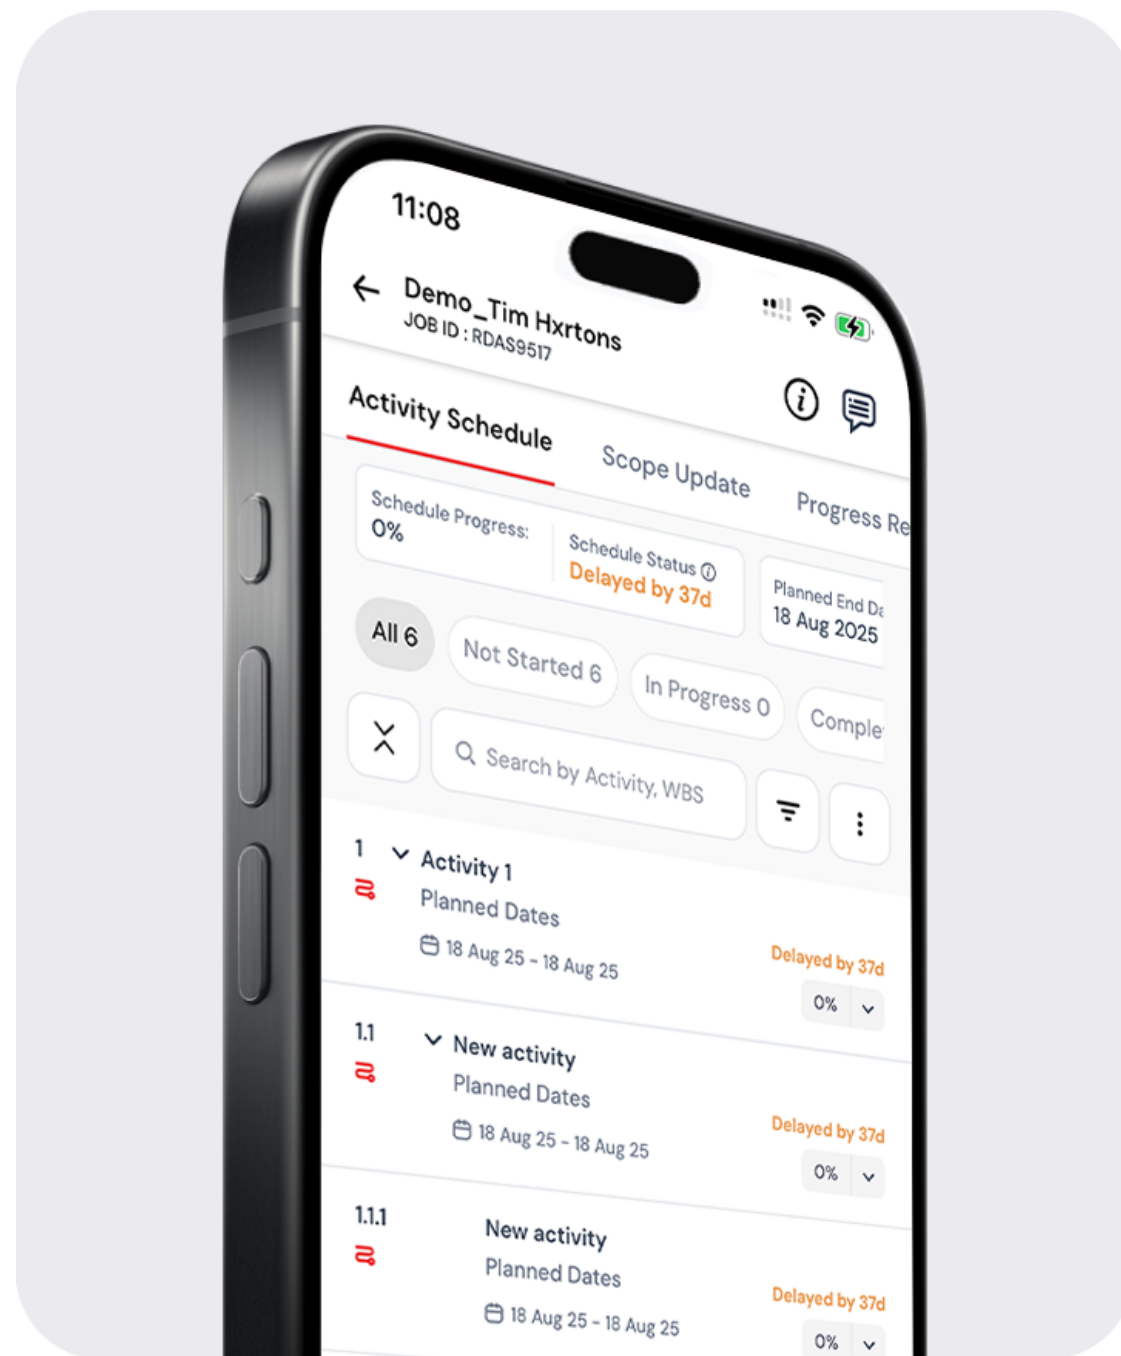 11:08
Demo_Tim Hxrtons
JOB ID : RDAS9517
Activity Schedule
Scope Update
Progress Re
Schedule Progress:
0%
Schedule Status
Delayed by 37d
Planned End Da
18 Aug 2025
All 6
Not Started 6
In Progress 0
Comple
Search by Activity, WBS
1
Activity 1
Planned Dates
18 Aug 25 - 18 Aug 25
Delayed by 37d
0%
1.1
New activity
Planned Dates
18 Aug 25 - 18 Aug 25
Delayed by 37d
0%
1.1.1
New activity
Planned Dates
18 Aug 25 - 18 Aug 25
Delayed by 37d
0%